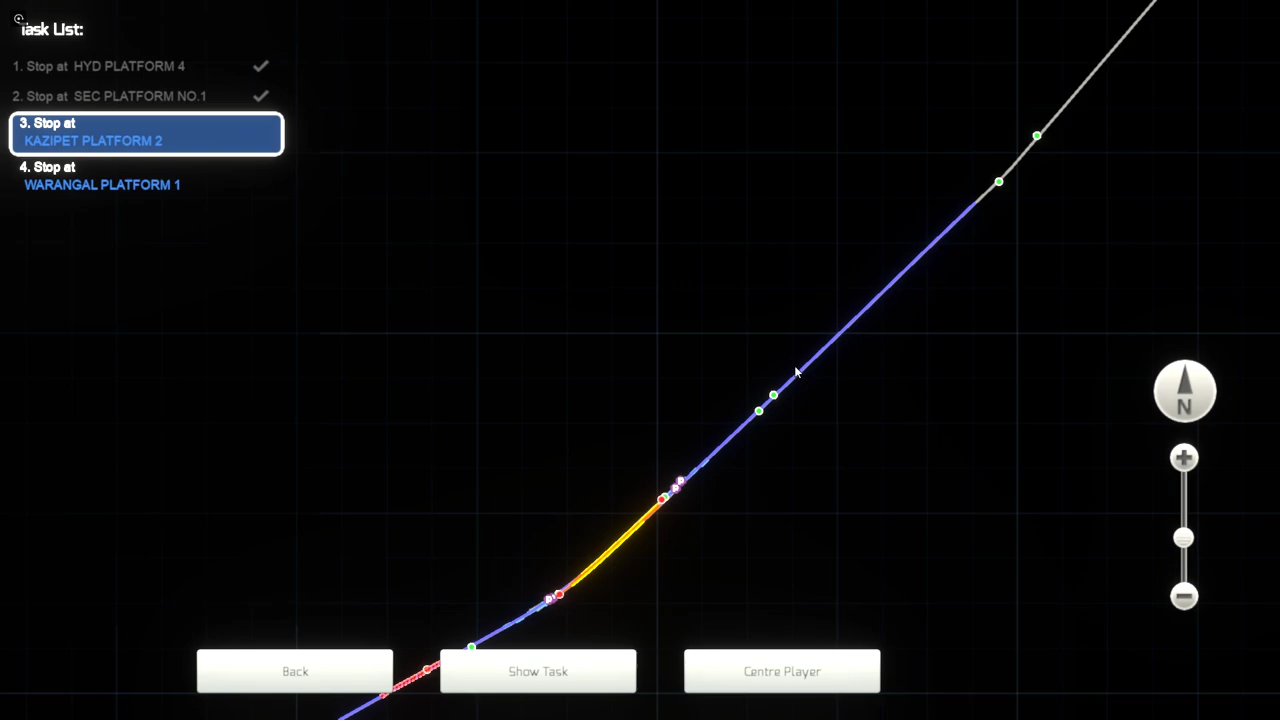 Task List:
1. Stop at HYD PLATFORM 4
2. Stop at SEC PLATFORM NO.1
3. Stop at
KAZIPET PLATFORM 2
4. Stop at
WARANGAL PLATFORM 1
P
P
P
N
Back
Show Task
Centre Player